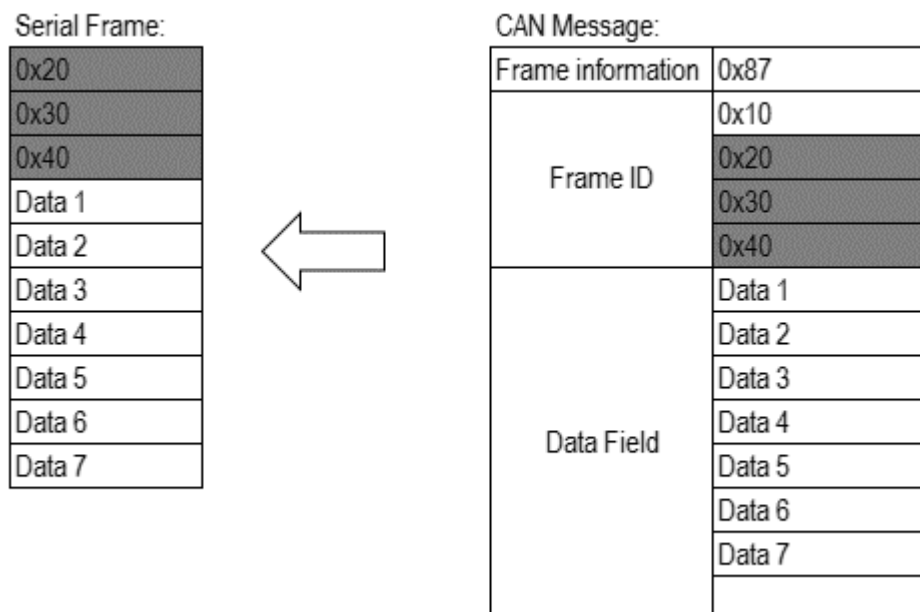 Serial Frame:
0x20
0x30
0x40
Data 1
Data 2
Data 3
Data 4
Data 5
Data 6
Data 7
CAN Message:
Frame information 0x87
Frame ID
0x10
0x20
0x30
0x40
Data Field
Data 1
Data 2
Data 3
Data 4
Data 5
Data 6
Data 7